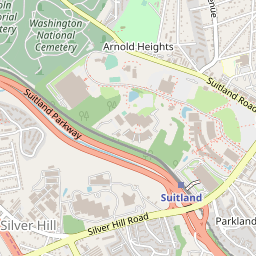 Washington
National
Cemetery
Arnold Heights
Suitland Road
Suitland Parkway
Suitland
Silver Hill Road
Silver Hill
Parkland